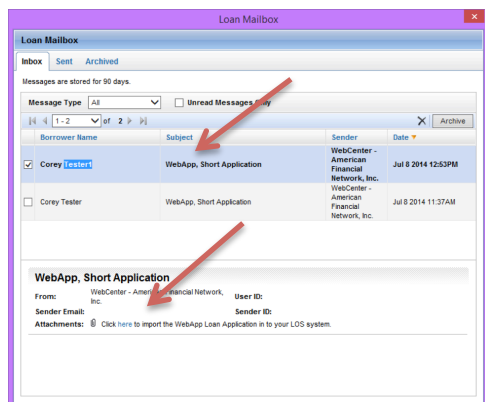 Loan Mailbox
Loan Mailbox
Inbox Sent Archived
Messages are stored for 90 days.
Message Type All Unread Messages Only
1 - 2 of 2 Archive
Borrower Name Subject Sender Date
Corey Tester1 WebApp, Short Application WebCenter - American Financial Network, Inc. Jul 8 2014 12:53PM
Corey Tester WebApp, Short Application WebCenter - American Financial Network, Inc. Jul 8 2014 11:37AM
WebApp, Short Application
From: WebCenter - American Financial Network, Inc. User ID:
Sender Email: Sender ID:
Attachments: Click here to import the WebApp Loan Application in to your LOS system.